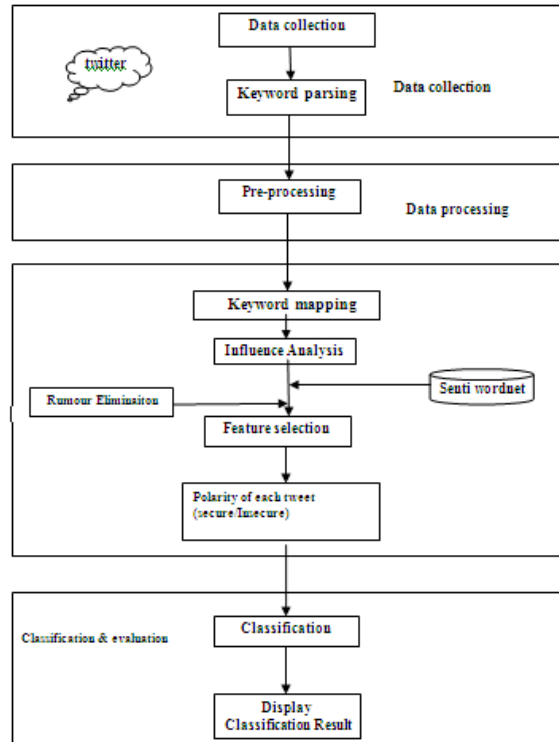 Data collection
twitter
Keyword parsing
Data collection
Pre-processing
Data processing
Keyword mapping
Influence Analysis
Senti wordnet
Rumour Eliminaiton
Feature selection
Polarity of each tweet
(secure/Insecure)
Classification
Classification & evaluation
Display
Classification Result